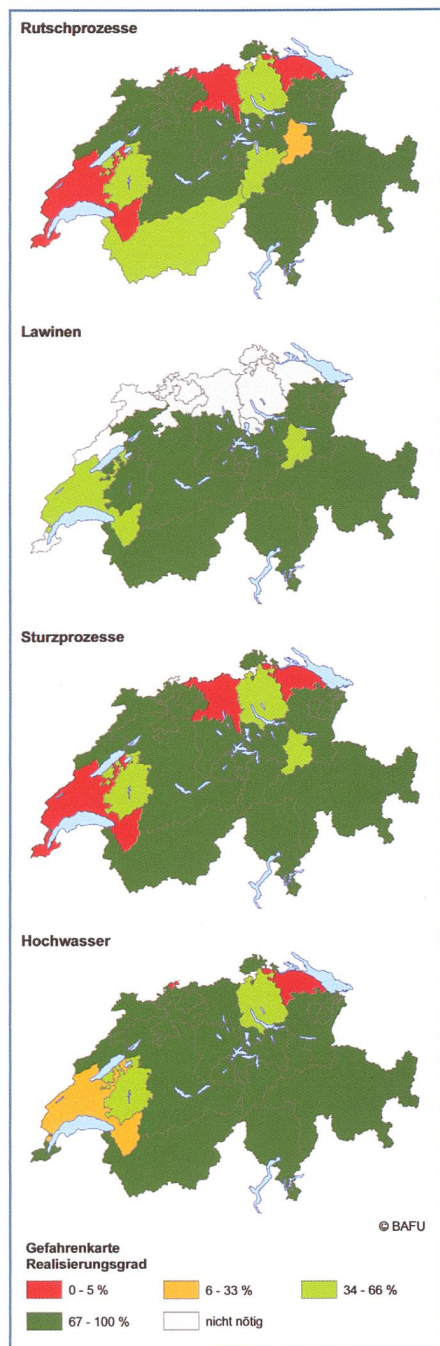 Rutschprozesse
Lawinen
Sturzprozesse
Hochwasser
© BAFU
Gefahrenkarte
Realisierungsgrad
0 - 5 %
6 - 33 %
34 - 66 %
67 - 100 %
nicht nötig